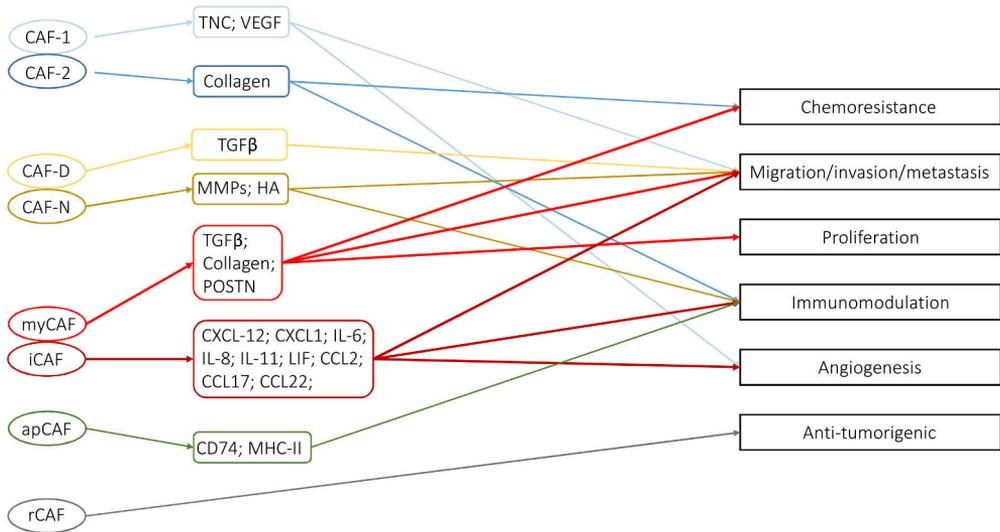 CAF-1
CAF-2
CAF-D
CAF-N
myCAF
iCAF
apCAF
rCAF
TNC; VEGF
Collagen
TGFβ
MMPs; HA
TGFβ;
Collagen;
POSTN
CXCL-12; CXCL1; IL-6;
IL-8; IL-11; LIF; CCL2;
CCL17; CCL22;
CD74; MHC-II
Chemoresistance
Migration/invasion/metastasis
Proliferation
Immunomodulation
Angiogenesis
Anti-tumorigenic